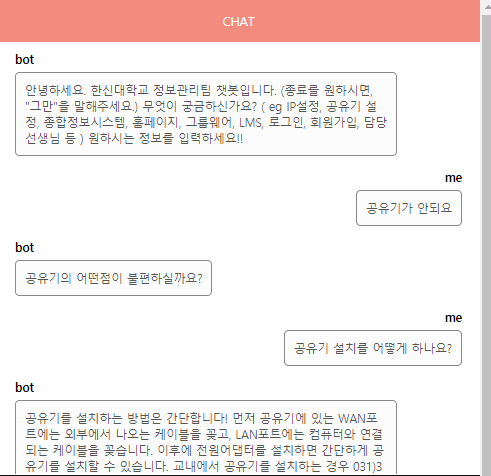 CHAT
bot
안녕하세요. 한신대학교 정보관리팀 챗봇입니다. (종료를 원하시면,
"그만"을 말해주세요.) 무엇이 궁금하신가요? ( eg IP설정, 공유기 설
정, 종합정보시스템, 홈페이지, 그룹웨어, LMS, 로그인, 회원가입, 담당
선생님 등 ) 원하시는 정보를 입력하세요!!
me
공유기가 안되요
bot
공유기의 어떤점이 불편하실까요?
me
공유기 설치를 어떻게 하나요?
bot
공유기를 설치하는 방법은 간단합니다! 먼저 공유기에 있는 WAN포
트에는 외부에서 나오는 케이블을 꽂고, LAN포트에는 컴퓨터와 연결
되는 케이블을 꽂습니다. 이후에 전원어댑터를 설치하면 간단하게 공
유기를 설치할 수 있습니다. 교내에서 공유기를 설치하는 경우 031)3